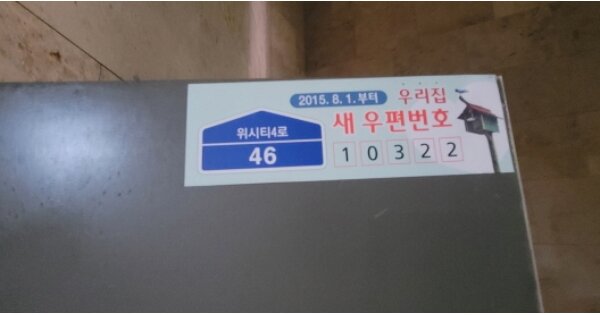 2015. 8. 1. 부터 우리집
새 우편번호
위시티4로
46
10322